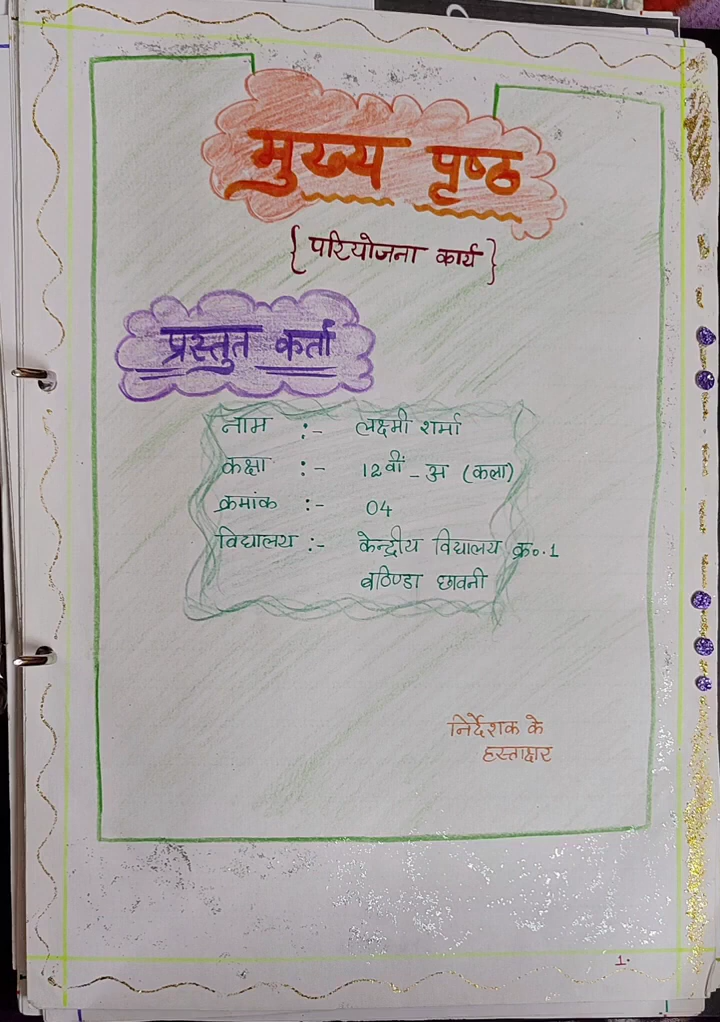 मुख्य पृष्ठ
{परियोजना कार्य}
प्रस्तुत कर्ता
नाम :- लक्ष्मी शर्मा
कक्षा :- 12वीं - अ (कला)
क्रमांक :- 04
विद्यालय :- केन्द्रीय विद्यालय क्र०.1
बठिण्डा छावनी
निर्देशक के
हस्ताक्षर
1.